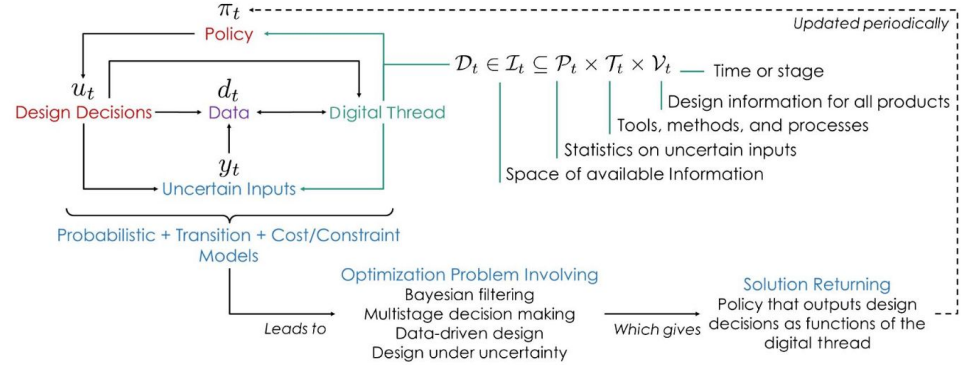 π_t
Policy
Updated periodically
u_t
d_t
𝒟_t ∈ ℐ_t ⊆ 𝒫_t × 𝒯_t × 𝒱_t
Time or stage
Design Decisions
Data
Digital Thread
Design information for all products
Tools, methods, and processes
Statistics on uncertain inputs
Space of available Information
y_t
Uncertain Inputs
Probabilistic + Transition + Cost/Constraint
Models
Leads to
Optimization Problem Involving
Bayesian filtering
Multistage decision making
Data-driven design
Design under uncertainty
Which gives
Solution Returning
Policy that outputs design
decisions as functions of the
digital thread